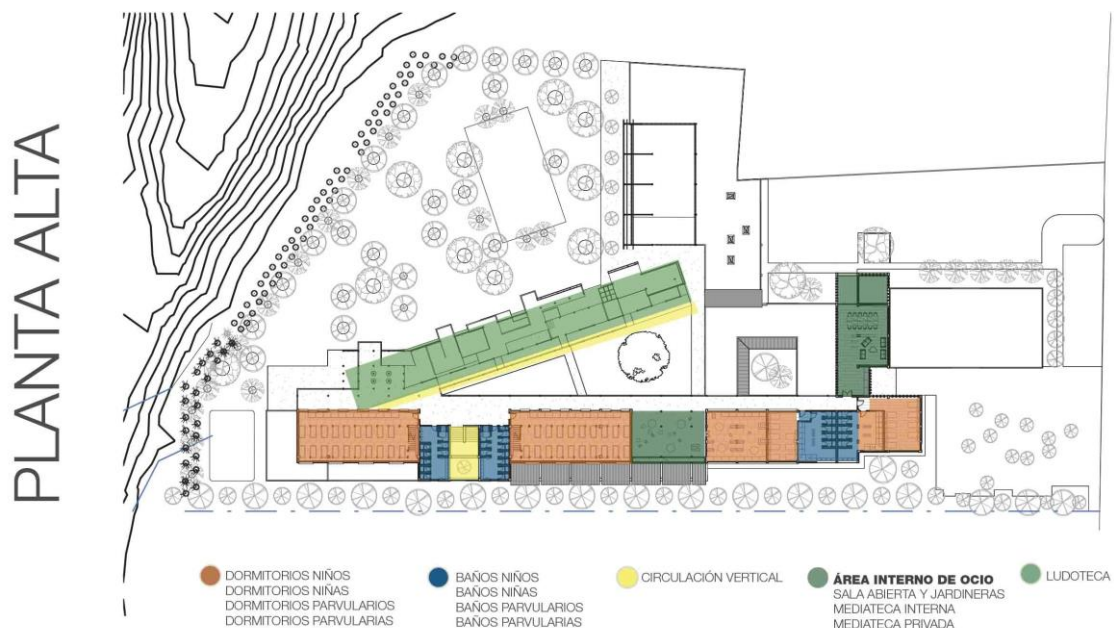 PLANTA ALTA
DORMITORIOS NIÑOS
DORMITORIOS NIÑAS
DORMITORIOS PARVULARIOS
DORMITORIOS PARVULARIAS
BAÑOS NIÑOS
BAÑOS NIÑAS
BAÑOS PARVULARIOS
BAÑOS PARVULARIAS
CIRCULACIÓN VERTICAL
ÁREA INTERNO DE OCIO
SALA ABIERTA Y JARDINERAS
MEDIATECA INTERNA
MEDIATECA PRIVADA
LUDOTECA